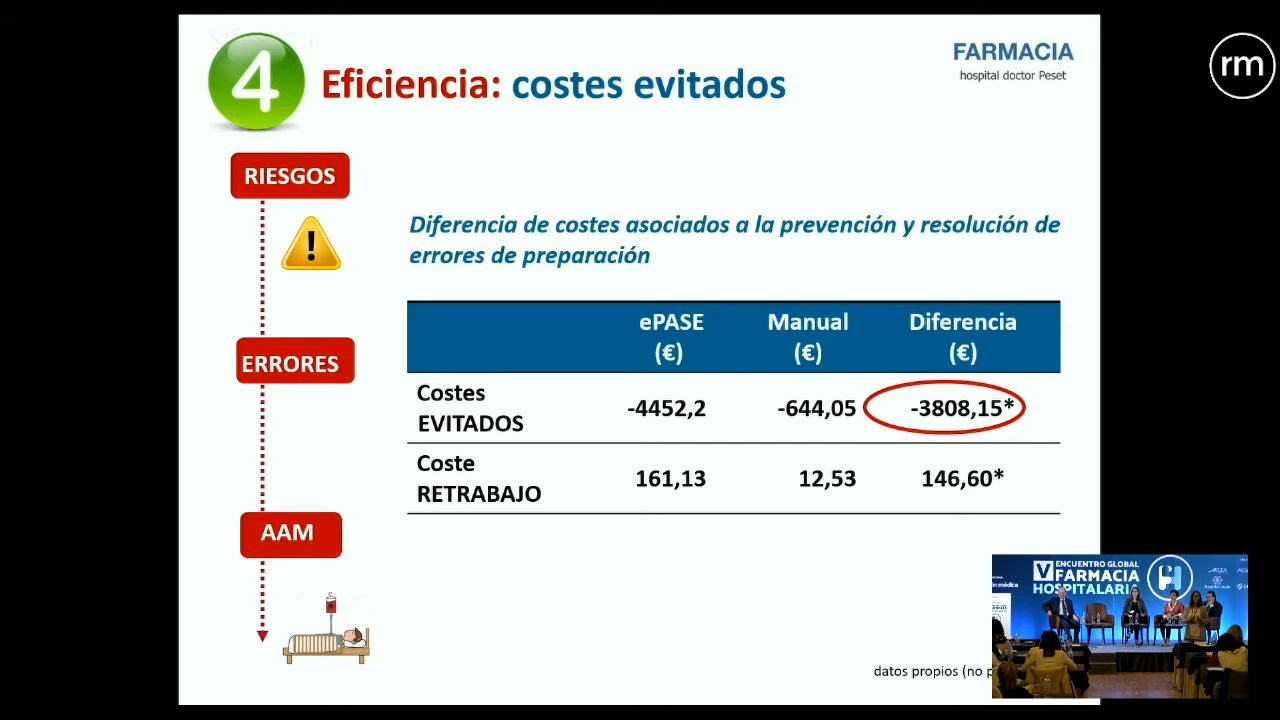 4
Eficiencia: costes evitados
FARMACIA
hospital doctor Peset
rm
RIESGOS
!
Diferencia de costes asociados a la prevención y resolución de
errores de preparación
ePASE Manual Diferencia
(€) (€) (€)
Costes
EVITADOS -4452,2 -644,05 -3808,15*
Coste
RETRABAJO 161,13 12,53 146,60*
ERRORES
AAM
datos propios (no
V ENCUENTRO GLOBAL
FARMACIA
HOSPITALARIA